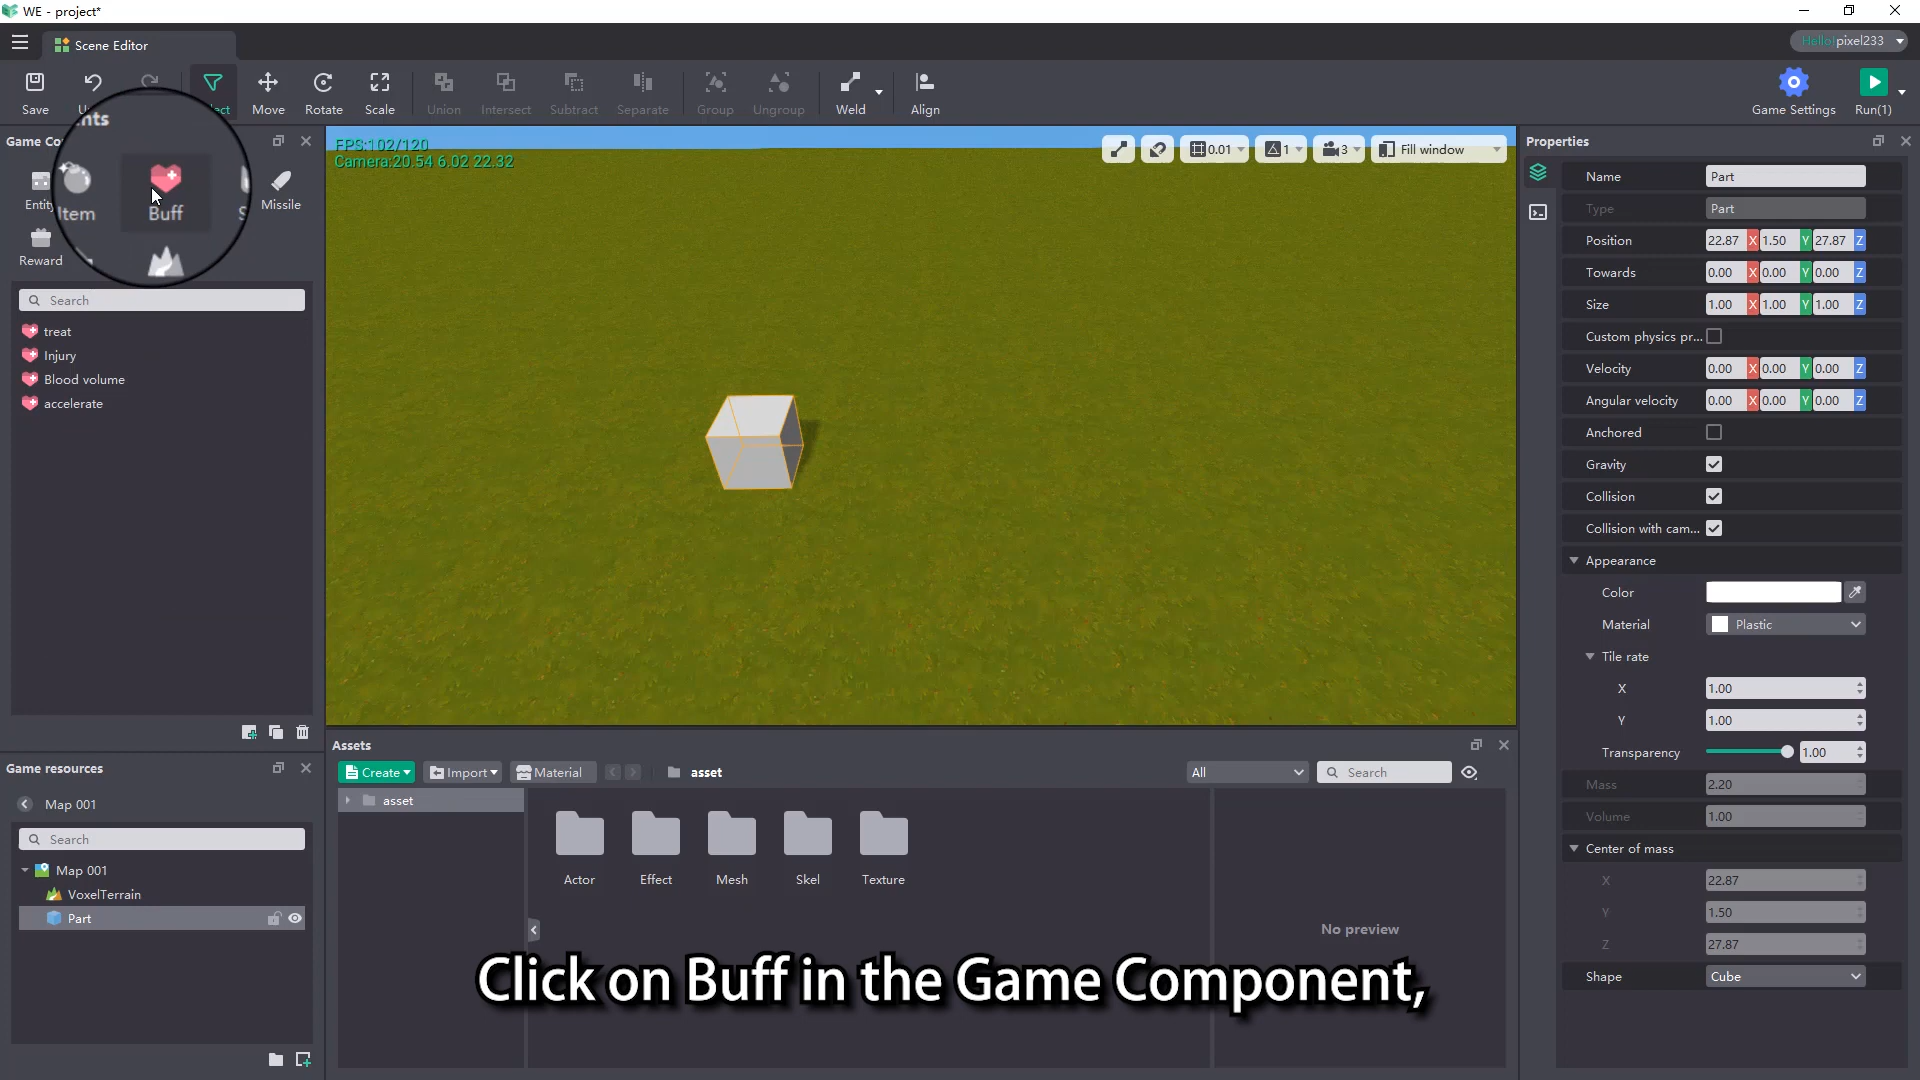 WE - project*
Scene Editor
Hello! pixel233
Save
Move
Rotate
Scale
Union
Intersect
Subtract
Separate
Group
Ungroup
Weld
Align
Game Settings
Run(1)
Entity
Item
Buff
Missile
Reward
Search
treat
Injury
Blood volume
accelerate
Game resources
Map 001
Search
Map 001
VoxelTerrain
Part
FPS:102/120
Camera:20.54 6.02 22.32
0.01
1
3
Fill window
Assets
Create
Import
Material
asset
All
Search
asset
Actor
Effect
Mesh
Skel
Texture
No preview
Click on Buff in the Game Component,
Properties
Name Part
Type Part
Position 22.87 X 1.50 Y 27.87 Z
Towards 0.00 X 0.00 Y 0.00 Z
Size 1.00 X 1.00 Y 1.00 Z
Custom physics pr...
Velocity 0.00 X 0.00 Y 0.00 Z
Angular velocity 0.00 X 0.00 Y 0.00 Z
Anchored
Gravity
Collision
Collision with cam...
Appearance
Color
Material Plastic
Tile rate
X 1.00
Y 1.00
Transparency 1.00
Mass 2.20
Volume 1.00
Center of mass
X 22.87
Y 1.50
Z 27.87
Shape Cube